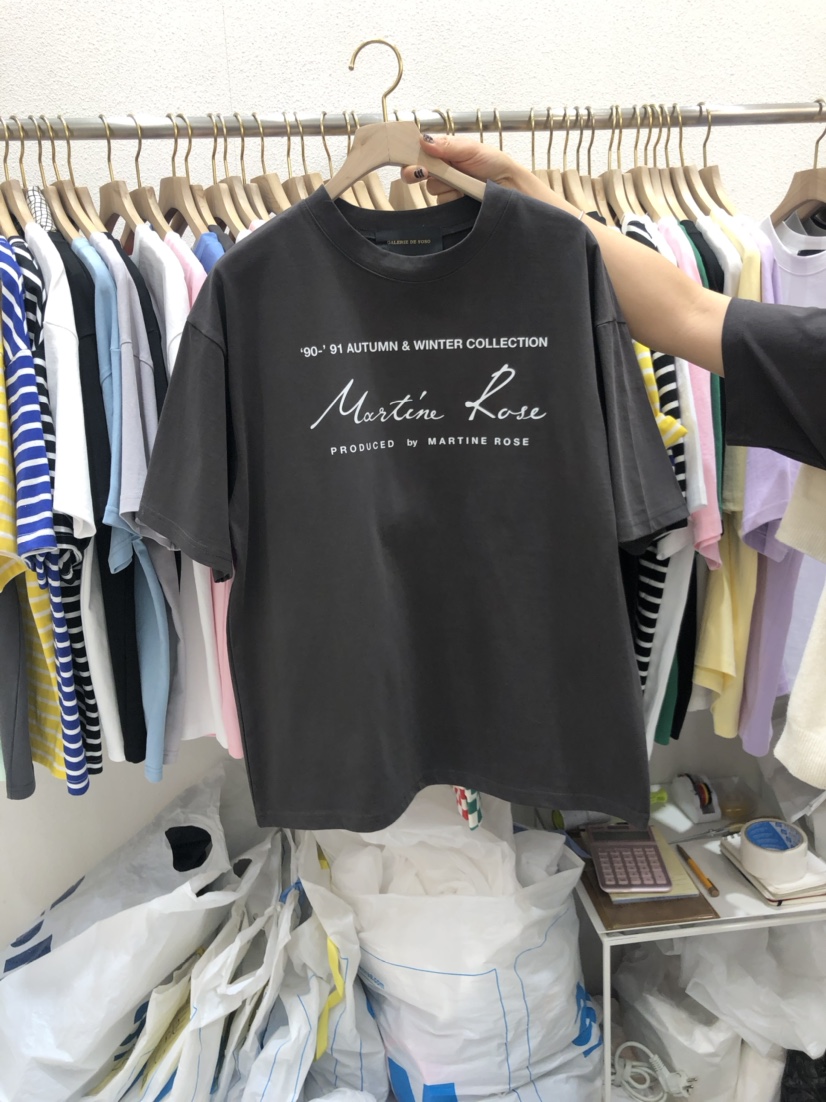 ‘90-’ 91 AUTUMN & WINTER COLLECTION
Martine Rose
PRODUCED by MARTINE ROSE